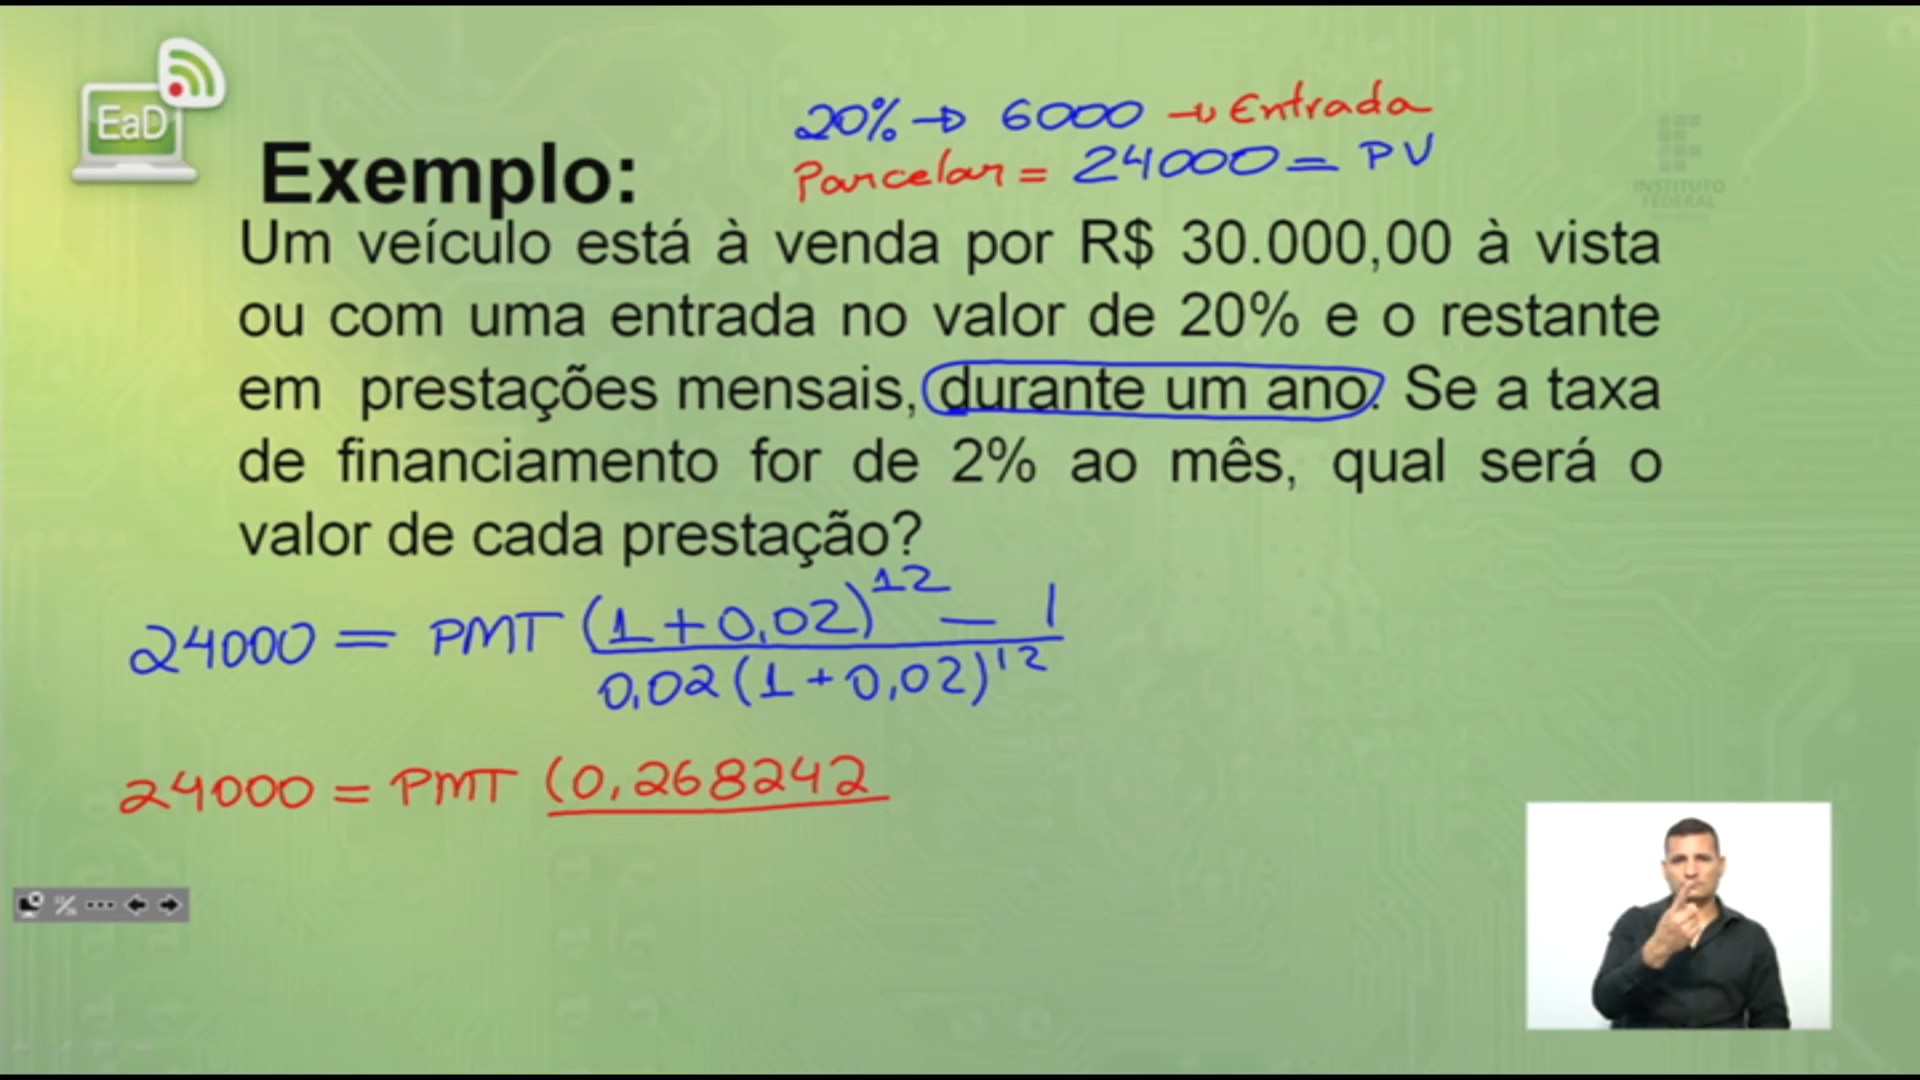 EaD
20% → 6000 → Entrada
Parcelar = 24000 = PV
INSTITUTO
FEDERAL
Exemplo:
Um veículo está à venda por R$ 30.000,00 à vista
ou com uma entrada no valor de 20% e o restante
em prestações mensais, durante um ano. Se a taxa
de financiamento for de 2% ao mês, qual será o
valor de cada prestação?
24000 = PMT (1+0,02)^12 - 1
0,02(1+0,02)^12
24000 = PMT (0,268242